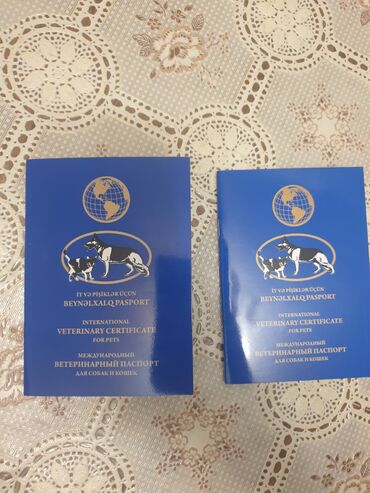 İT VƏ PİŞİKLƏR ÜÇÜN
BEYNƏLXALQ PASPORT
INTERNATIONAL
VETERINARY CERTIFICATE
FOR PETS
МЕЖДУНАРОДНЫЙ
ВЕТЕРИНАРНЫЙ ПАСПОРТ
ДЛЯ СОБАК И КОШЕК
İT VƏ PİŞİKLƏR ÜÇÜN
BEYNƏLXALQ PASPORT
INTERNATIONAL
VETERINARY CERTIFICATE
FOR PETS
МЕЖДУНАРОДНЫЙ
ВЕТЕРИНАРНЫЙ ПАСПОРТ
ДЛЯ СОБАК И КОШЕК